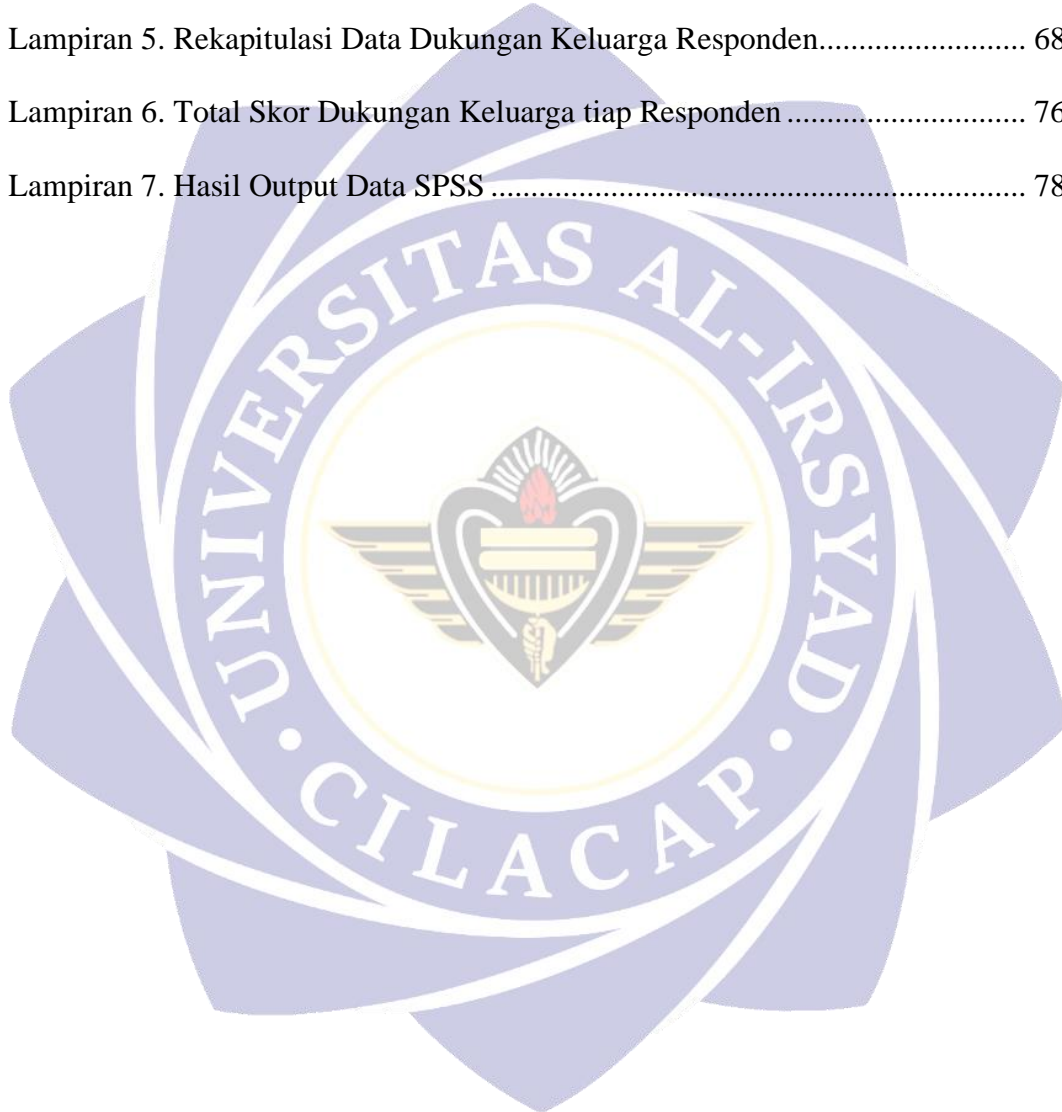 Lampiran 5. Rekapitulasi Data Dukungan Keluarga Responden.......................... 68
Lampiran 6. Total Skor Dukungan Keluarga tiap Responden ............................. 76
Lampiran 7. Hasil Output Data SPSS ................................................................. 78
UNIVERSITAS AL-IRSYAD
• CILACAP •